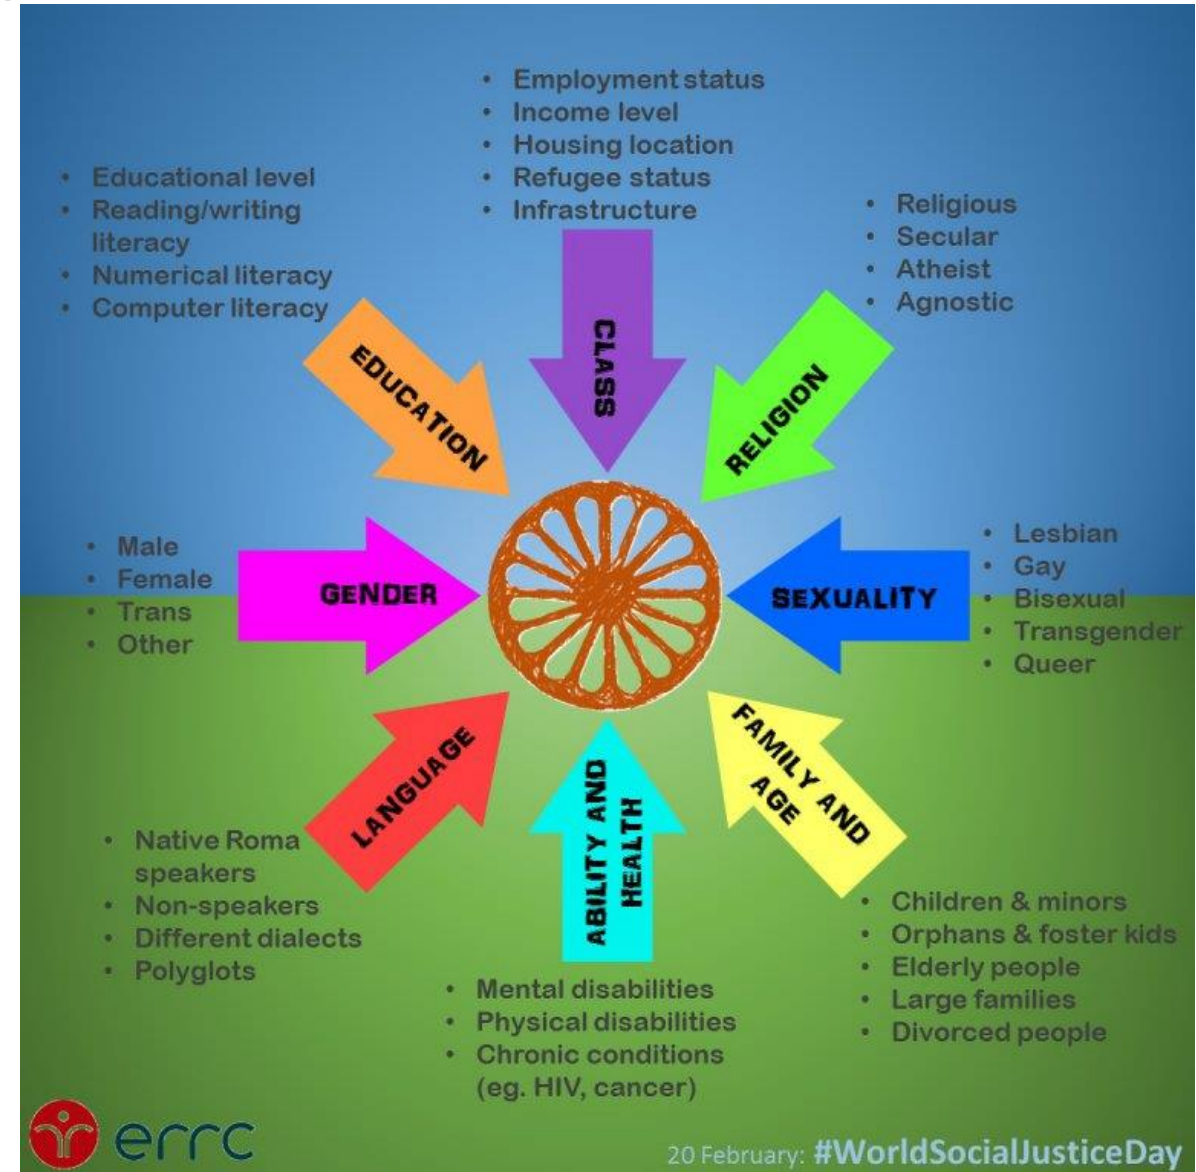 • Employment status
• Income level
• Housing location
• Refugee status
• Infrastructure
• Educational level
• Reading/writing
literacy
• Numerical literacy
• Computer literacy
• Religious
• Secular
• Atheist
• Agnostic
CLASS
EDUCATION
RELIGION
• Male
• Female
• Trans
• Other
GENDER
SEXUALITY
• Lesbian
• Gay
• Bisexual
• Transgender
• Queer
LANGUAGE
ABILITY AND
HEALTH
FAMILY AND
AGE
• Native Roma
speakers
• Non-speakers
• Different dialects
• Polyglots
• Mental disabilities
• Physical disabilities
• Chronic conditions
(eg. HIV, cancer)
• Children & minors
• Orphans & foster kids
• Elderly people
• Large families
• Divorced people
errc
20 February: #WorldSocialJusticeDay